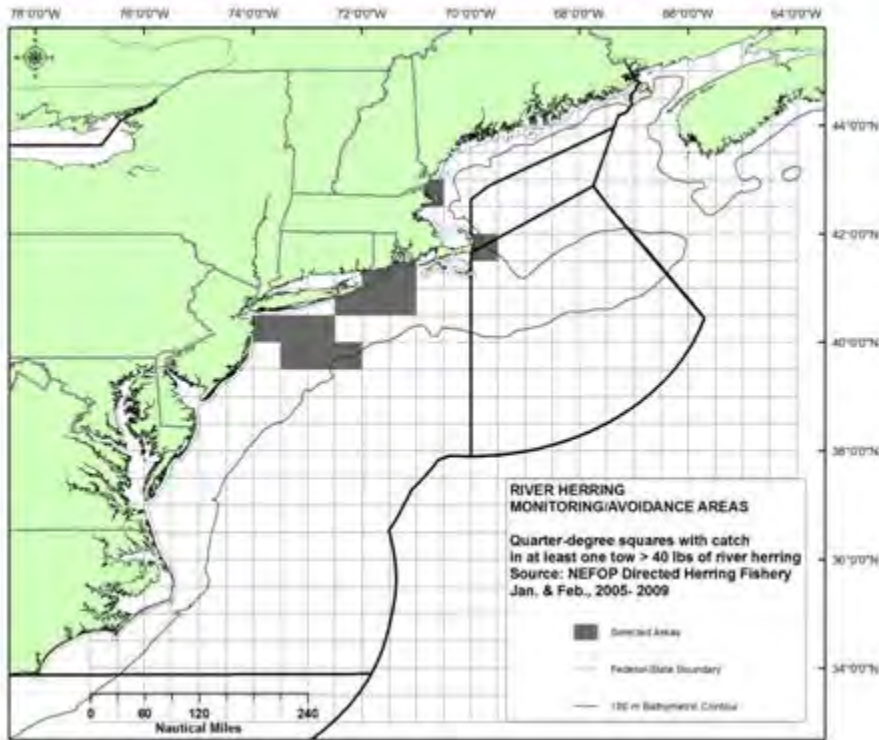 78°0'0"W 76°0'0"W 74°0'0"W 72°0'0"W 70°0'0"W 68°0'0"W 66°0'0"W 64°0'0"W
44°0'0"N
42°0'0"N
40°0'0"N
38°0'0"N
36°0'0"N
34°0'0"N
RIVER HERRING
MONITORING/AVOIDANCE AREAS
Quarter-degree squares with catch
in at least one tow > 40 lbs of river herring
Source: NEFOP Directed Herring Fishery
Jan. & Feb., 2005- 2009
Selected Areas
Federal-State Boundary
100 m Bathymetric Contour
0 60 120 240
Nautical Miles